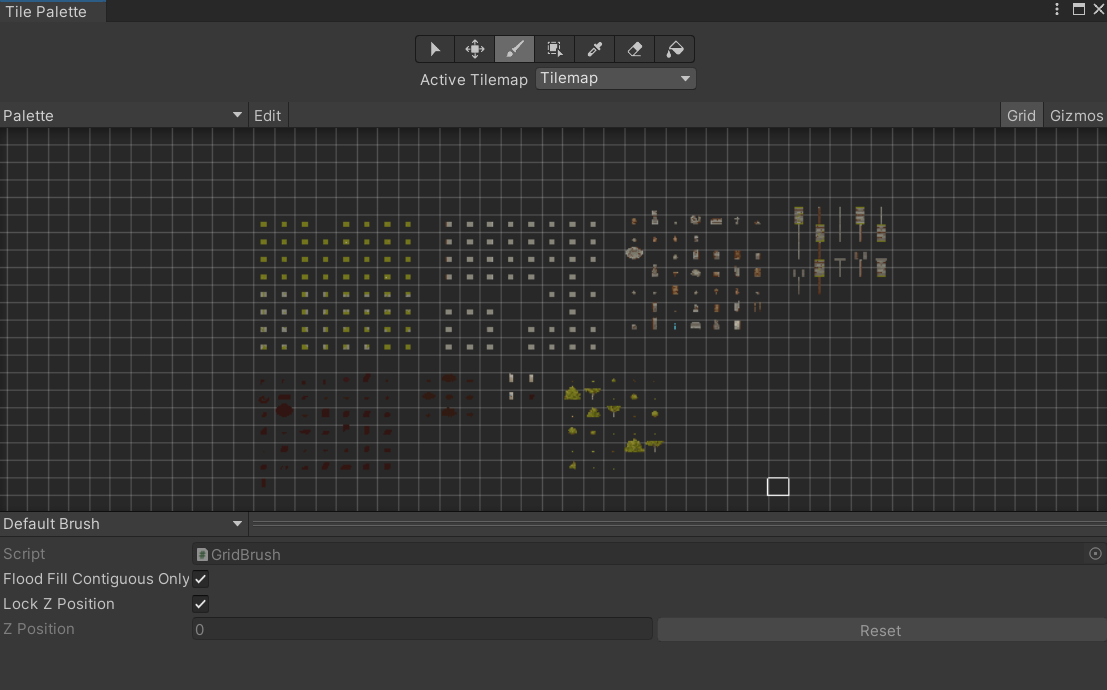 Tile Palette
Active Tilemap Tilemap
Palette Edit Grid Gizmos
Default Brush
Script GridBrush
Flood Fill Contiguous Only
Lock Z Position
Z Position 0 Reset